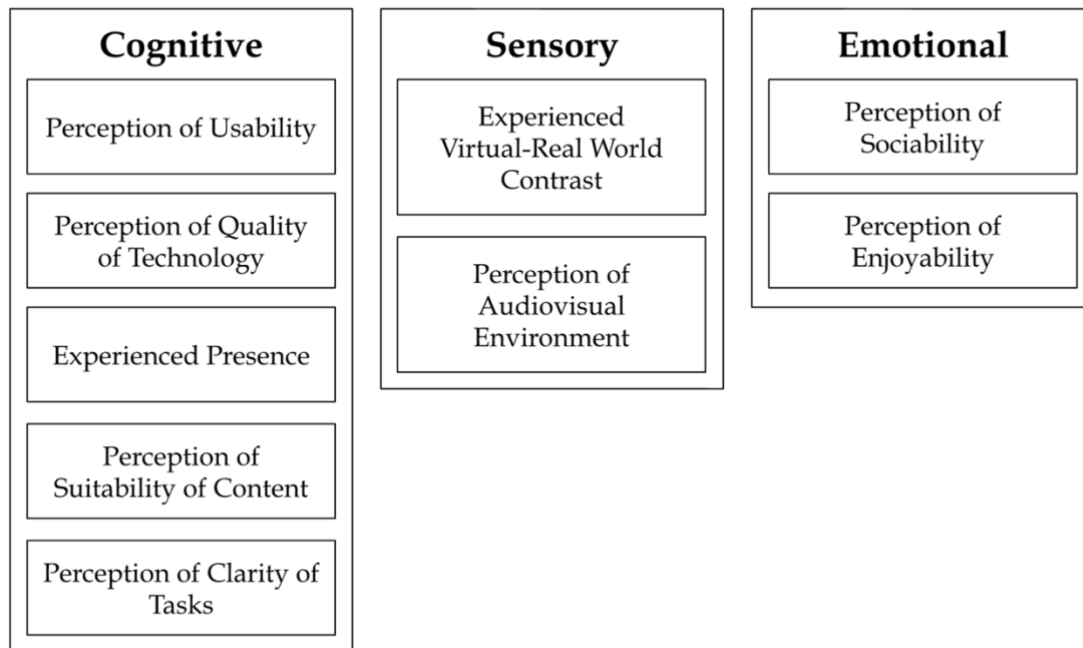 Cognitive
Perception of Usability
Perception of Quality
of Technology
Experienced Presence
Perception of
Suitability of Content
Perception of Clarity of
Tasks
Sensory
Experienced
Virtual-Real World
Contrast
Perception of
Audiovisual
Environment
Emotional
Perception of
Sociability
Perception of
Enjoyability